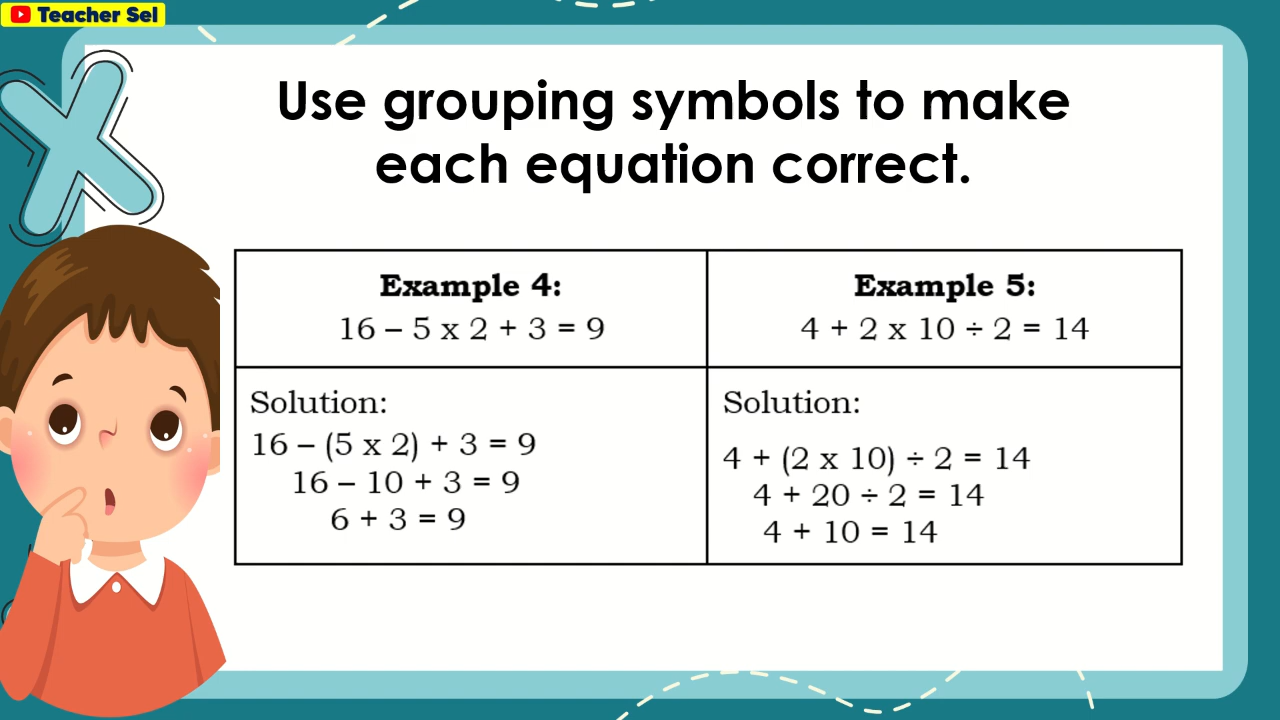 Teacher Sel
Use grouping symbols to make
each equation correct.
Example 4:
16 – 5 x 2 + 3 = 9
Example 5:
4 + 2 x 10 ÷ 2 = 14
Solution:
16 – (5 x 2) + 3 = 9
16 – 10 + 3 = 9
6 + 3 = 9
Solution:
4 + (2 x 10) ÷ 2 = 14
4 + 20 ÷ 2 = 14
4 + 10 = 14